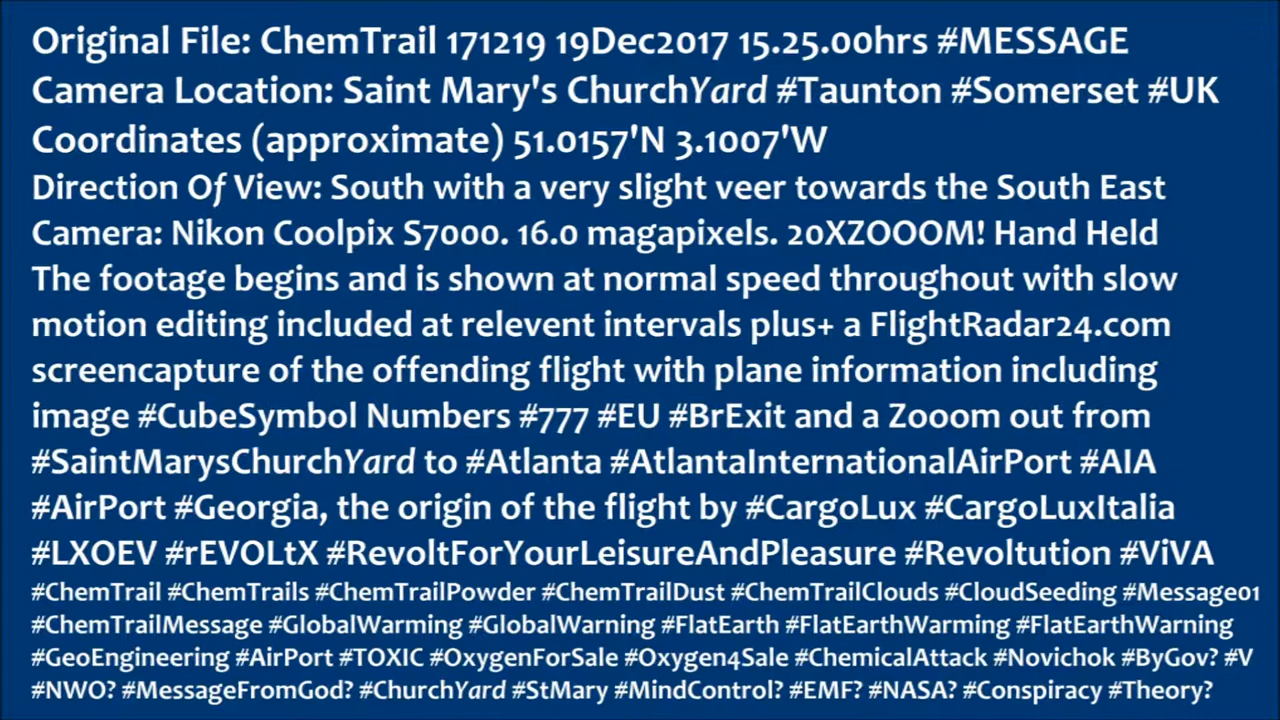 Original File: ChemTrail 171219 19Dec2017 15.25.00hrs #MESSAGE
Camera Location: Saint Mary's ChurchYard #Taunton #Somerset #UK
Coordinates (approximate) 51.0157'N 3.1007'W
Direction Of View: South with a very slight veer towards the South East
Camera: Nikon Coolpix S7000. 16.0 magapixels. 20XZOOOM! Hand Held
The footage begins and is shown at normal speed throughout with slow
motion editing included at relevent intervals plus+ a FlightRadar24.com
screencapture of the offending flight with plane information including
image #CubeSymbol Numbers #777 #EU #BrExit and a Zooom out from
#SaintMarysChurchYard to #Atlanta #AtlantaInternationalAirPort #AIA
#AirPort #Georgia, the origin of the flight by #CargoLux #CargoLuxItalia
#LXOEV #rEVOLtX #RevoltForYourLeisureAndPleasure #Revoltution #ViVA
#ChemTrail #ChemTrails #ChemTrailPowder #ChemTrailDust #ChemTrailClouds #CloudSeeding #Message01
#ChemTrailMessage #GlobalWarming #GlobalWarning #FlatEarth #FlatEarthWarming #FlatEarthWarning
#GeoEngineering #AirPort #TOXIC #OxygenForSale #Oxygen4Sale #ChemicalAttack #Novichok #ByGov? #V
#NWO? #MessageFromGod? #ChurchYard #StMary #MindControl? #EMF? #NASA? #Conspiracy #Theory?